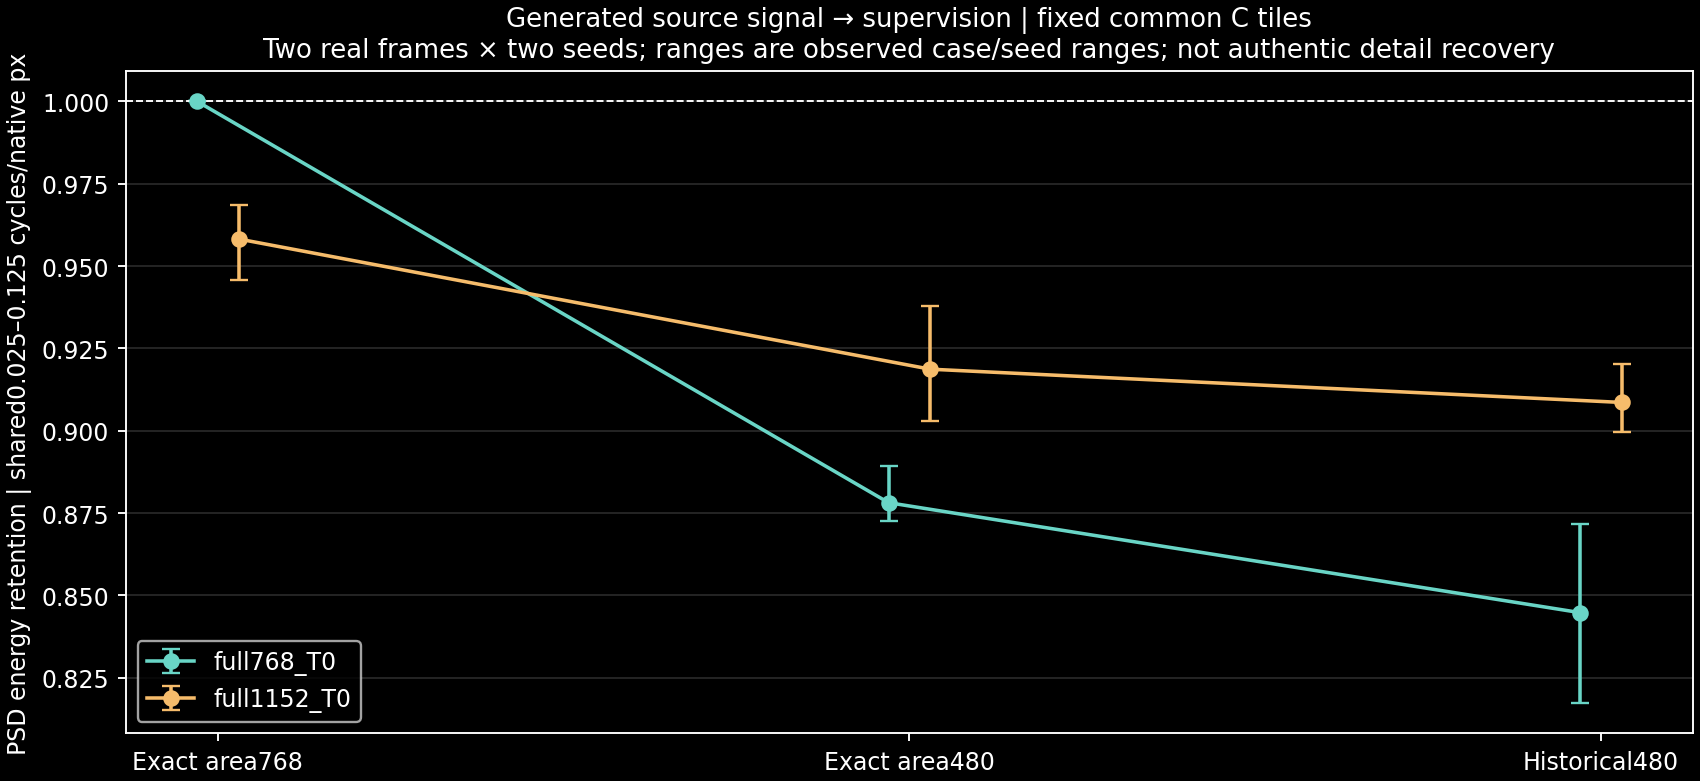 Generated source signal → supervision | fixed common C tiles
Two real frames × two seeds; ranges are observed case/seed ranges; not authentic detail recovery
PSD energy retention | shared0.025–0.125 cycles/native px
1.000
0.975
0.950
0.925
0.900
0.875
0.850
0.825
full768_T0
full1152_T0
Exact area768
Exact area480
Historical480